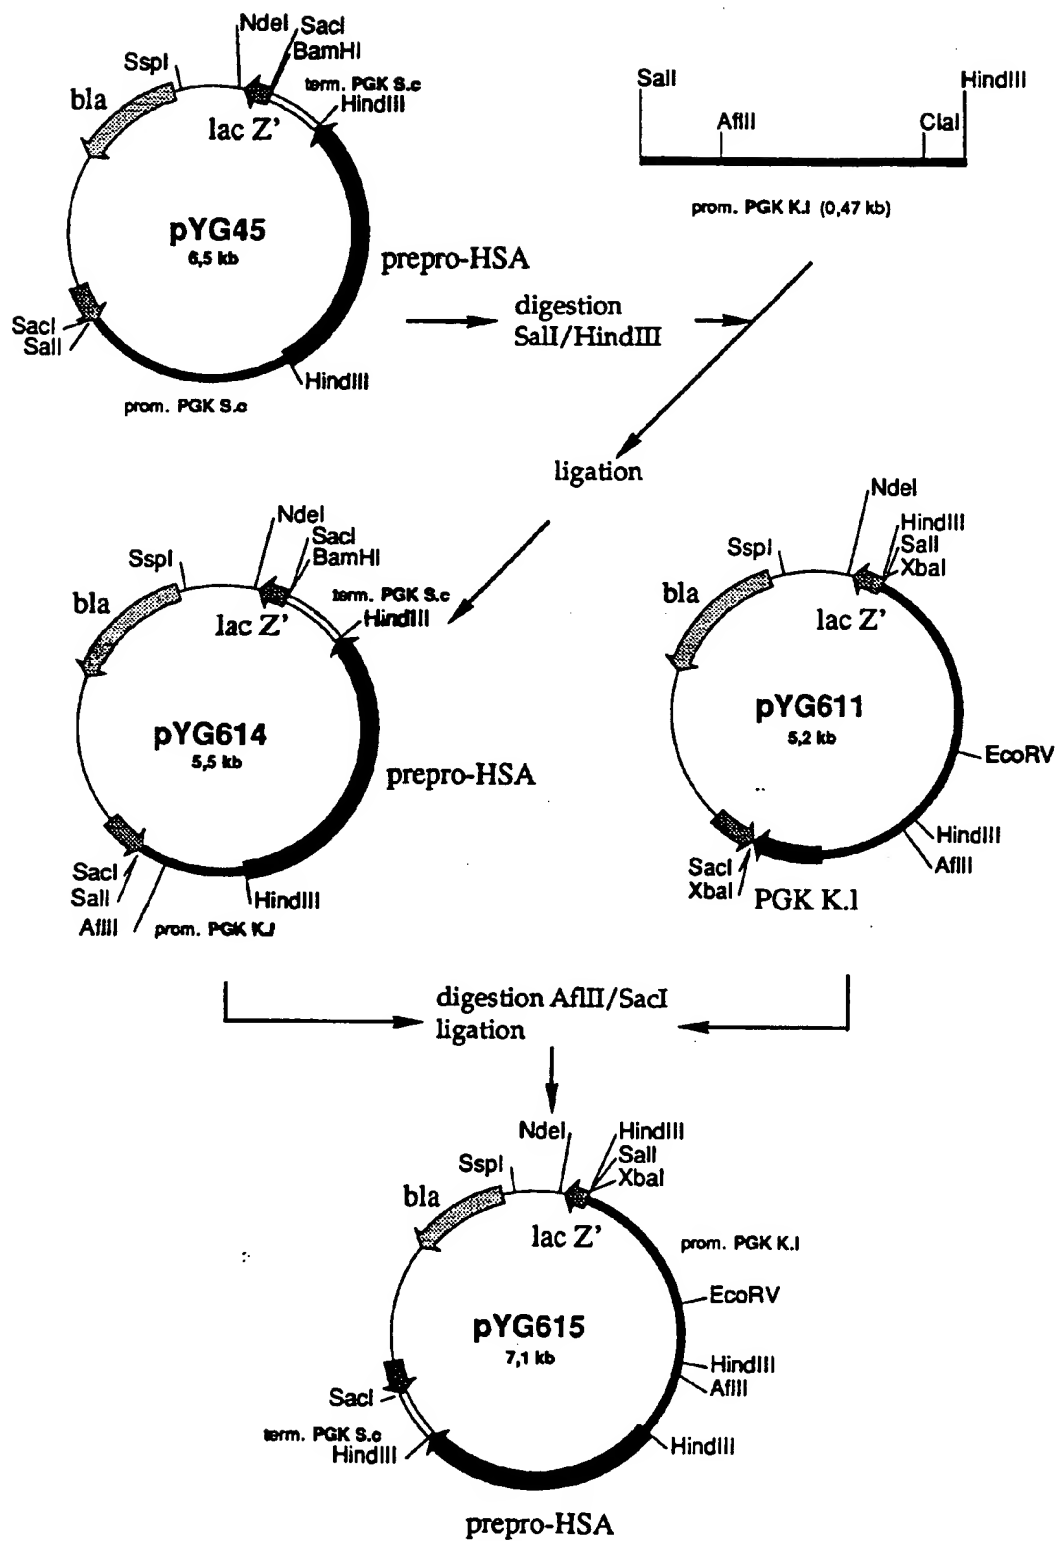 NdeI
SacI
BamHI
SspI
term. PGK S.c
HindIII
bla
lac Z'
pYG45
6,5 kb
prepro-HSA
SacI
SalI
HindIII
prom. PGK S.c
SalI
HindIII
AflII
ClaI
prom. PGK K.l (0,47 kb)
digestion
SalI/HindIII
ligation
NdeI
SacI
BamHI
SspI
term. PGK S.c
HindIII
bla
lac Z'
pYG614
5,5 kb
prepro-HSA
SacI
SalI
AflII
HindIII
prom. PGK K.l
NdeI
HindIII
SalI
XbaI
SspI
bla
lac Z'
pYG611
5,2 kb
EcoRV
HindIII
AflII
SacI
XbaI
PGK K.l
digestion AflII/SacI
ligation
NdeI
HindIII
SalI
XbaI
SspI
bla
lac Z'
prom. PGK K.l
EcoRV
pYG615
7,1 kb
HindIII
AflII
SacI
term. PGK S.c
HindIII
HindIII
prepro-HSA